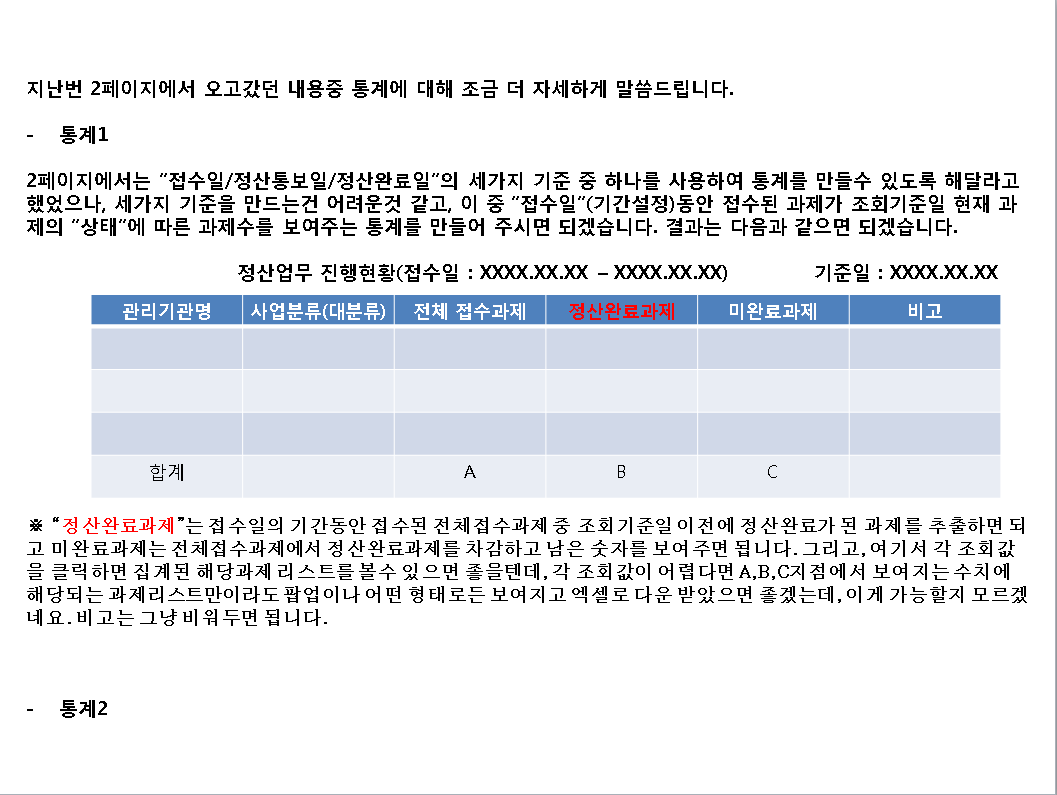 지난번 2페이지에서 오고갔던 내용중 통계에 대해 조금 더 자세하게 말씀드립니다.
- 통계1
2페이지에서는 “접수일/정산통보일/정산완료일”의 세가지 기준 중 하나를 사용하여 통계를 만들수 있도록 해달라고
했었으나, 세가지 기준을 만드는건 어려운것 같고, 이 중 “접수일”(기간설정)동안 접수된 과제가 조회기준일 현재 과
제의 “상태”에 따른 과제수를 보여주는 통계를 만들어 주시면 되겠습니다. 결과는 다음과 같으면 되겠습니다.
정산업무 진행현황(접수일 : XXXX.XX.XX – XXXX.XX.XX) 기준일 : XXXX.XX.XX
관리기관명 사업분류(대분류) 전체 접수과제 정산완료과제 미완료과제 비고
합계 A B C
※ “정산완료과제”는 접수일의 기간동안 접수된 전체접수과제 중 조회기준일 이전에 정산완료가 된 과제를 추출하면 되
고 미완료과제는 전체접수과제에서 정산완료과제를 차감하고 남은 숫자를 보여주면 됩니다. 그리고, 여기서 각 조회값
을 클릭하면 집계된 해당과제 리스트를 볼수 있으면 좋을텐데, 각 조회값이 어렵다면 A,B,C지점에서 보여지는 수치에
해당되는 과제리스트만이라도 팝업이나 어떤 형태로든 보여지고 엑셀로 다운 받았으면 좋겠는데, 이게 가능할지 모르겠
네요. 비고는 그냥 비워두면 됩니다.
- 통계2